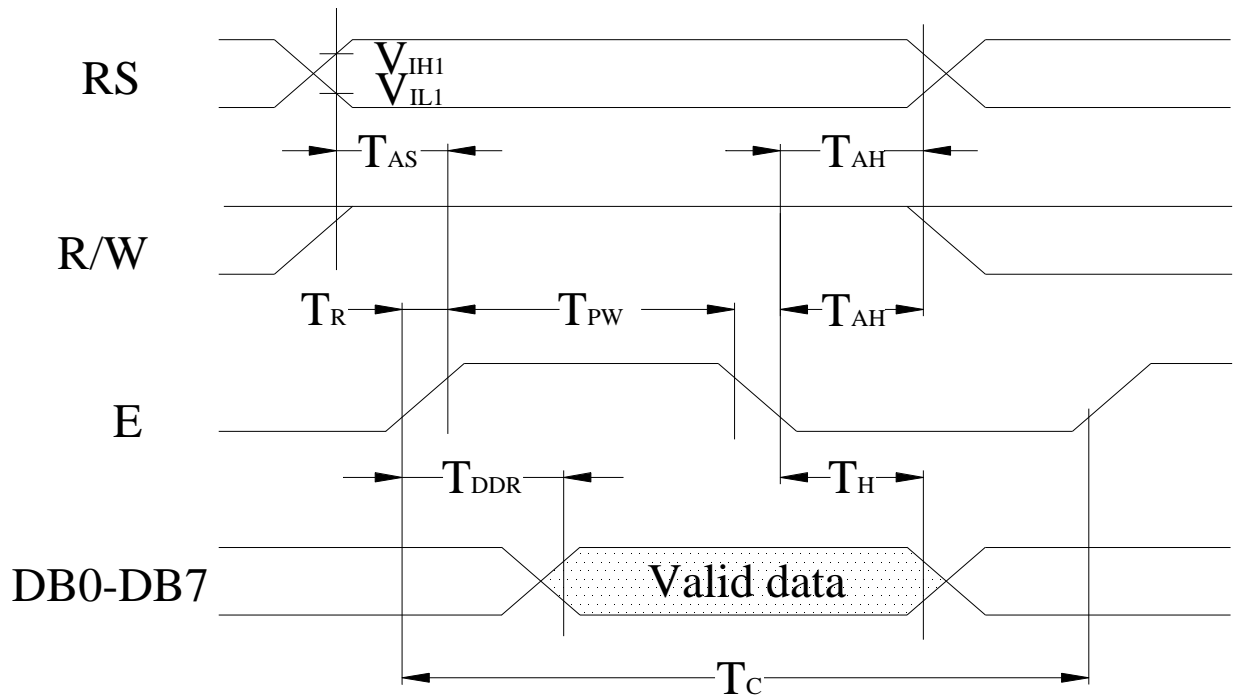 RS
VIH1
VIL1
TAS
TAH
R/W
TR
TPW
TAH
E
TDDR
TH
DB0-DB7
Valid data
TC